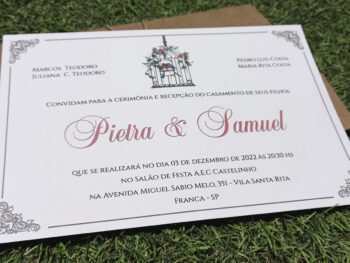 Marcos Teodoro
Juliana C. Teodoro
Pedro Luis Costa
Maria Rita Costa
Convidam para a cerimônia e recepção do casamento de seus filhos
Pietra & Samuel
que se realizará no dia 03 de dezembro de 2022 às 20:30 hs
no Salão de Festa A.E.C Castelinho
na Avenida Miguel Sabio Melo, 351 - Vila Santa Rita
Franca - SP